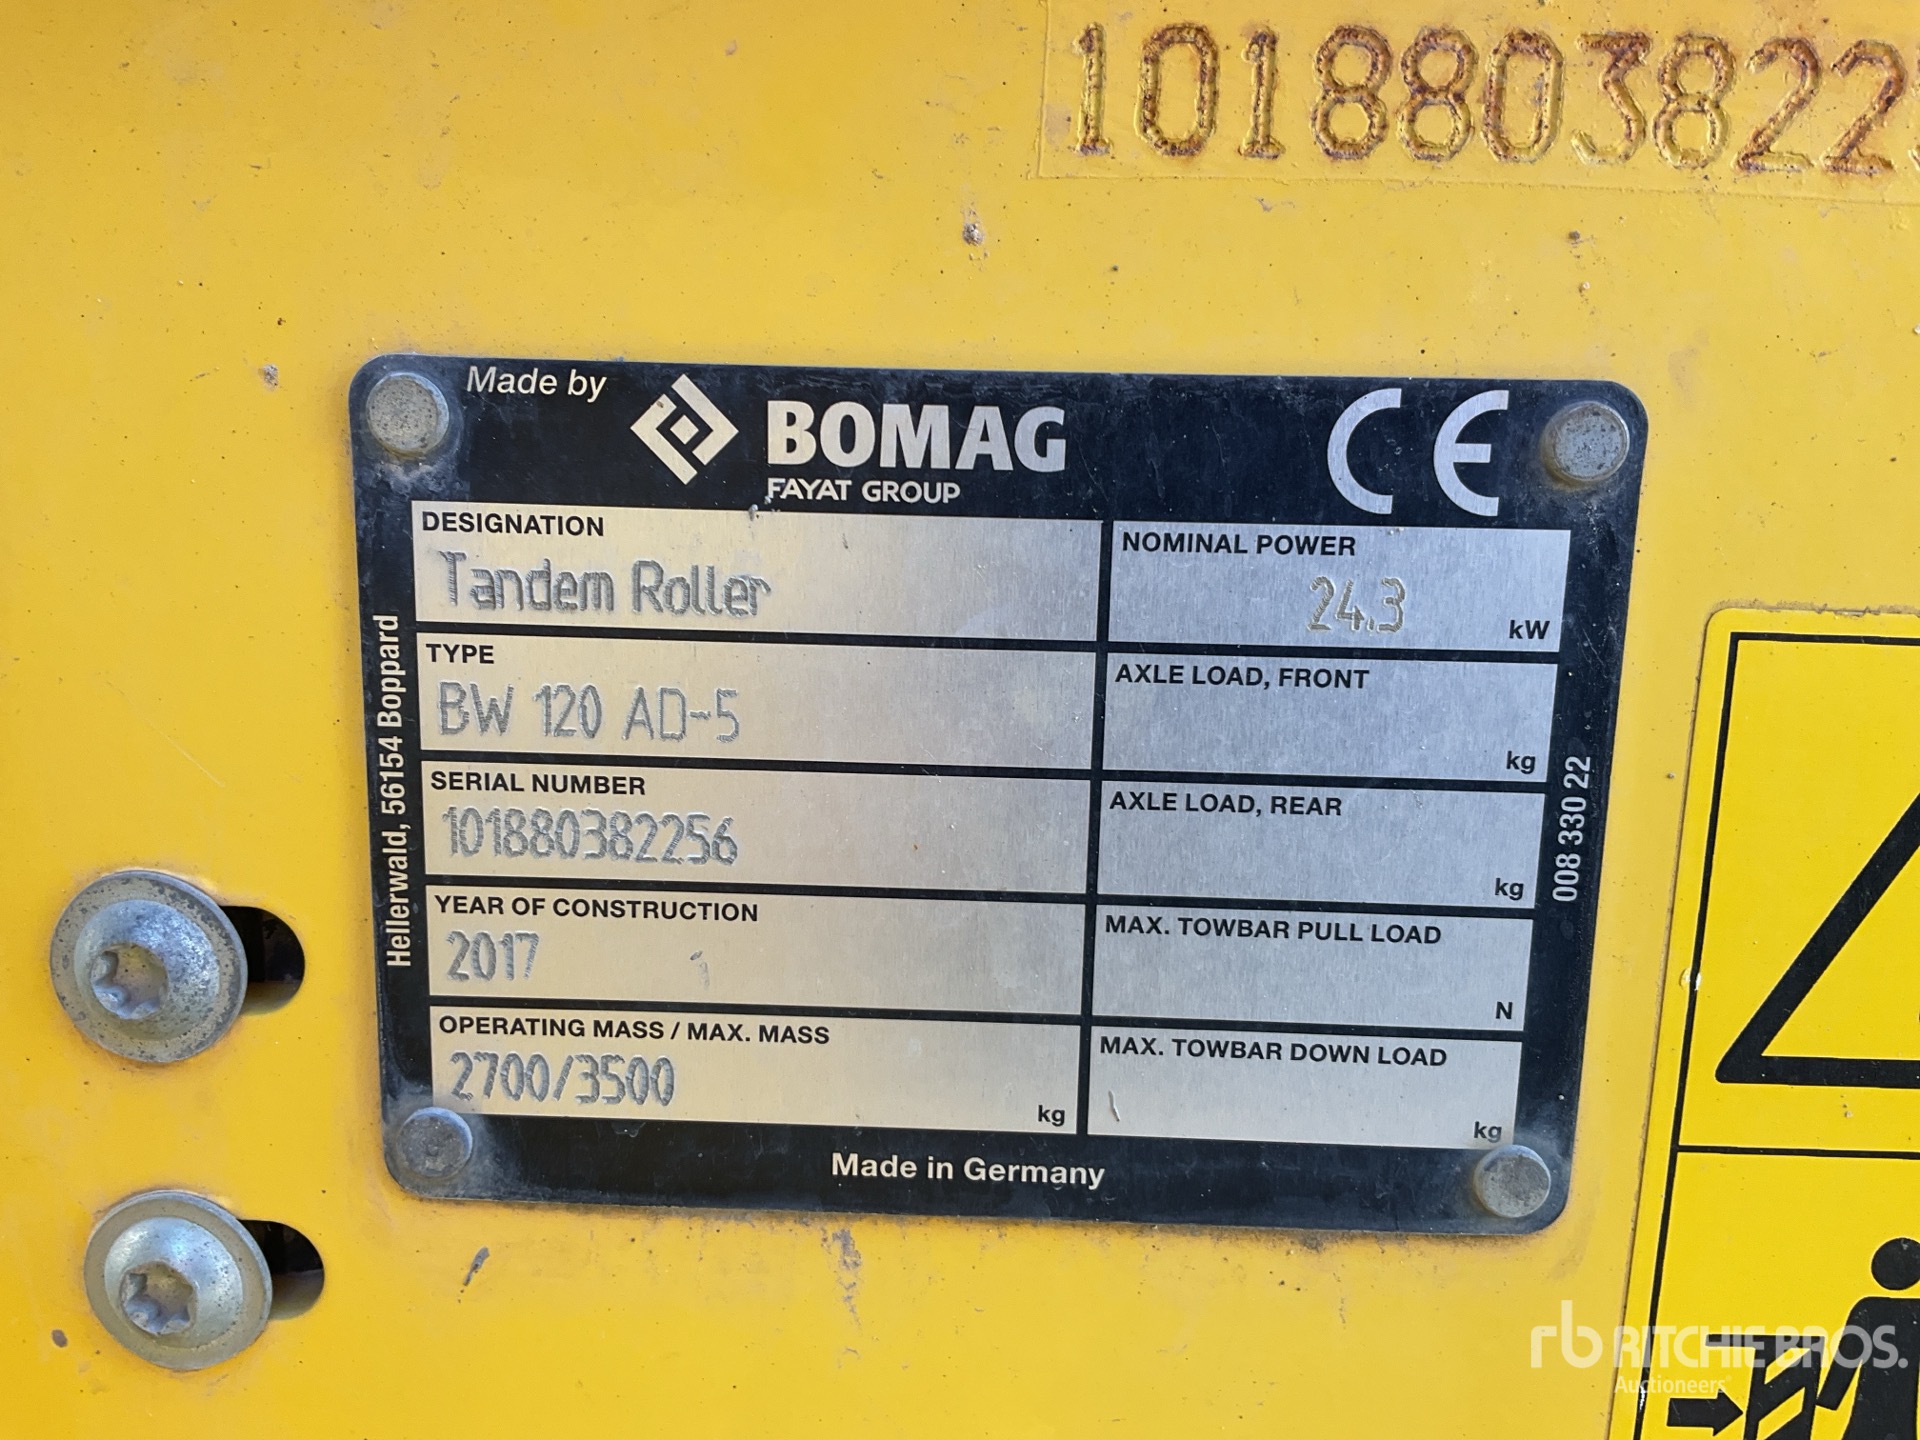 10188038225
Made by
BOMAG
FAYAT GROUP
CE
DESIGNATION
Tandem Roller
TYPE
BW 120 AD-5
SERIAL NUMBER
101880382256
YEAR OF CONSTRUCTION
2017
OPERATING MASS / MAX. MASS
2700/3500
kg
NOMINAL POWER
24.3
kW
AXLE LOAD, FRONT
kg
AXLE LOAD, REAR
kg
MAX. TOWBAR PULL LOAD
N
MAX. TOWBAR DOWN LOAD
kg
Made in Germany
Hellerwald, 56154 Boppard
008 330 22
rb RITCHIE BROS.
Auctioneers